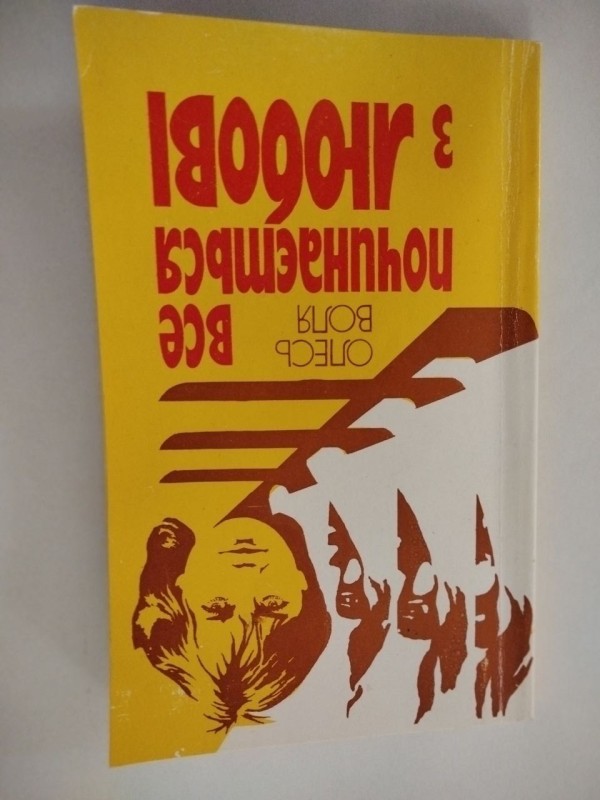 ОЛЕСЬ
ВОЛЯ
все
починається
з любові